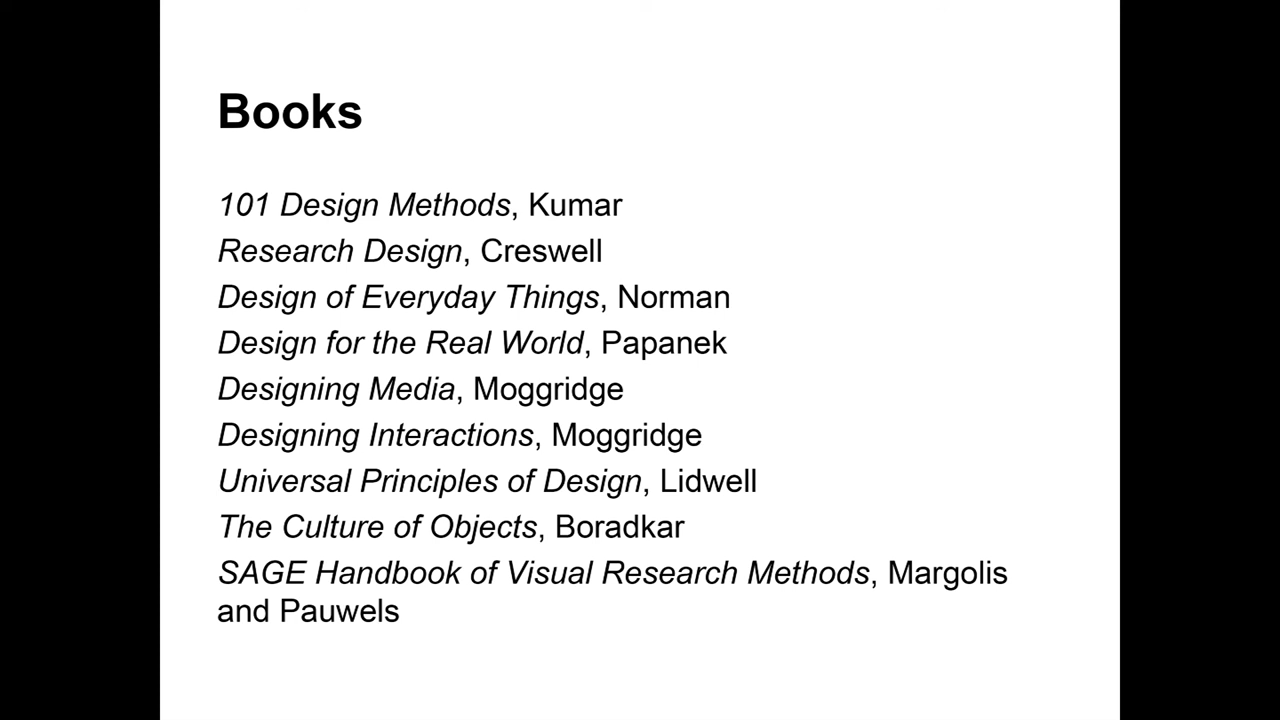 Books
101 Design Methods, Kumar
Research Design, Creswell
Design of Everyday Things, Norman
Design for the Real World, Papanek
Designing Media, Moggridge
Designing Interactions, Moggridge
Universal Principles of Design, Lidwell
The Culture of Objects, Boradkar
SAGE Handbook of Visual Research Methods, Margolis
and Pauwels